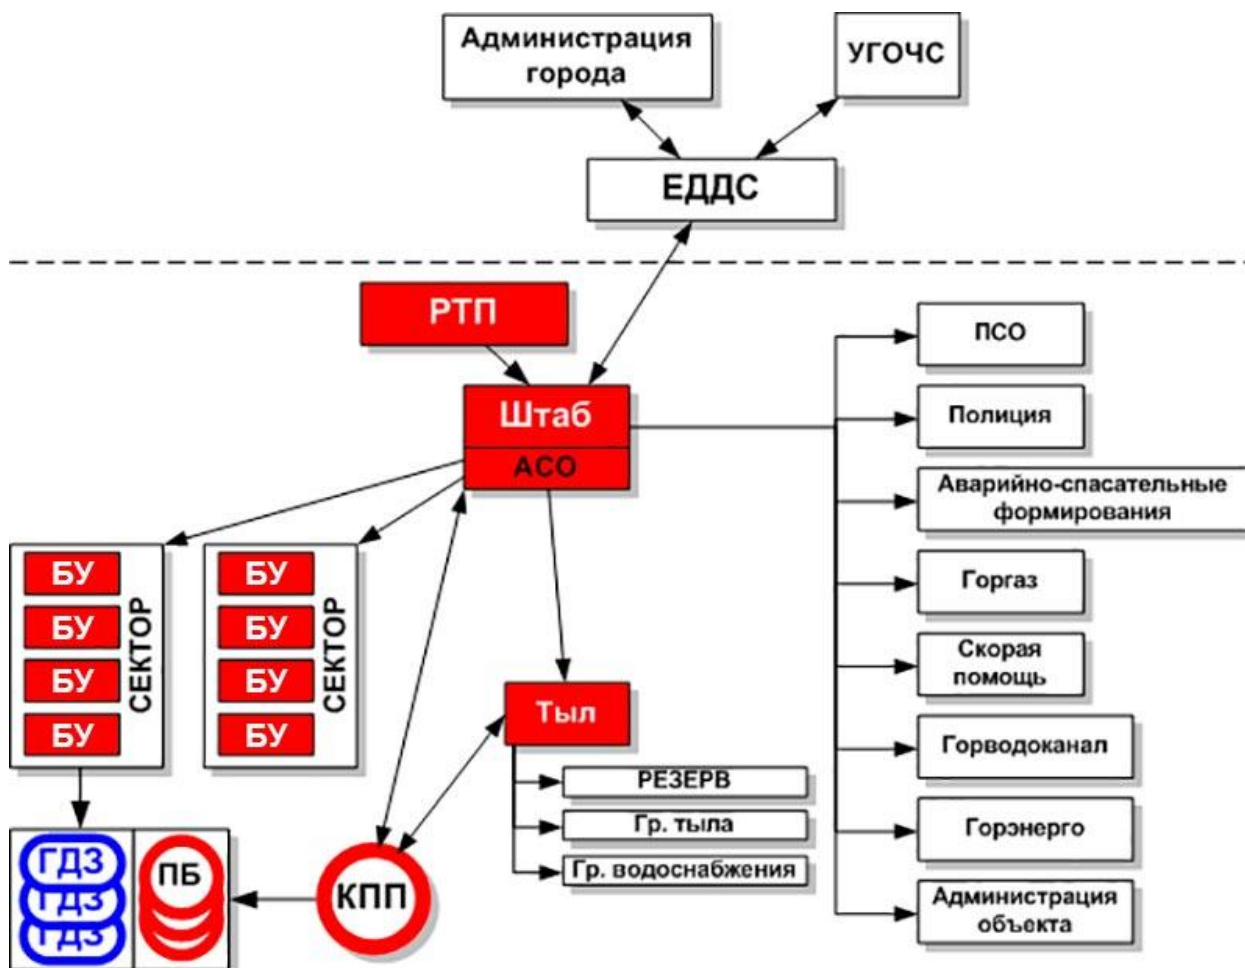 Администрация
города
УГОЧС
ЕДДС
РТП
Штаб
АСО
ПСО
Полиция
Аварийно-спасательные
формирования
Горгаз
Скорая
помощь
Горводоканал
Горэнерго
Администрация
объекта
БУ
БУ
БУ
БУ
СЕКТОР
БУ
БУ
БУ
БУ
СЕКТОР
Тыл
РЕЗЕРВ
Гр. тыла
Гр. водоснабжения
ГДЗ
ГДЗ
ГДЗ
ПБ
КПП